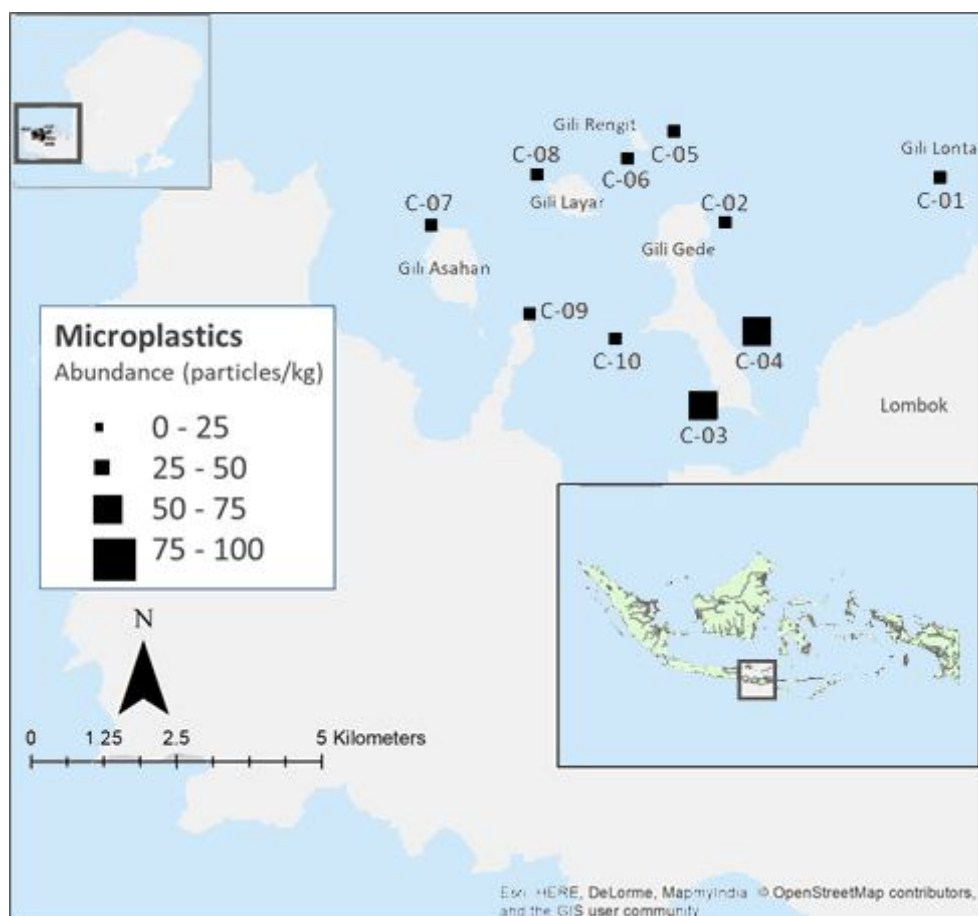 Gili Rengit
C-08
C-05
C-06
Gili Lonta
C-01
C-07
Gili Layar
C-02
Gili Gede
Gili Asahan
C-09
C-10
C-04
C-03
Lombok
Microplastics
Abundance (particles/kg)
0 - 25
25 - 50
50 - 75
75 - 100
N
0 1.25 2.5 5 Kilometers
Esri, HERE, DeLorme, MapmyIndia, © OpenStreetMap contributors,
and the GIS user community